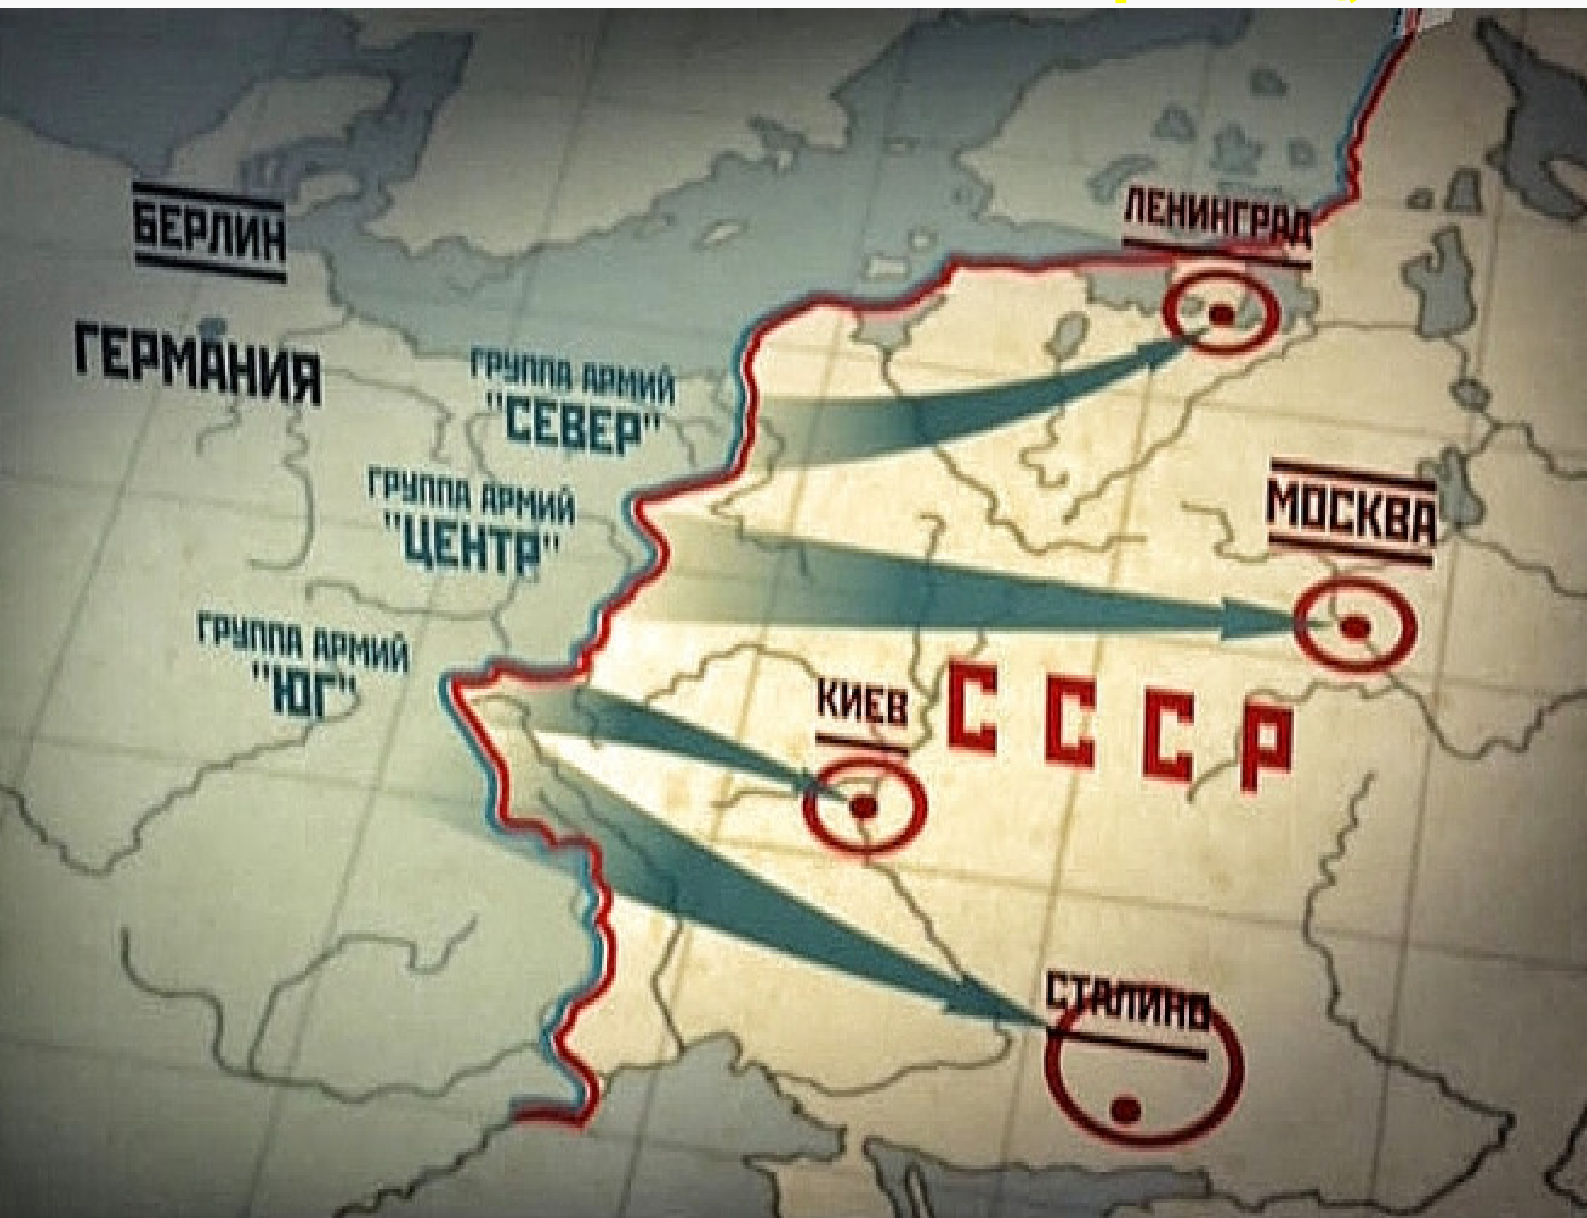 ЛЕНИНГРАД
БЕРЛИН
ГЕРМАНИЯ
ГРУППА АРМИЙ
"СЕВЕР"
ГРУППА АРМИЙ
"ЦЕНТР"
МОСКВА
ГРУППА АРМИЙ
"ЮГ"
КИЕВ
СССР
СТАЛИНО